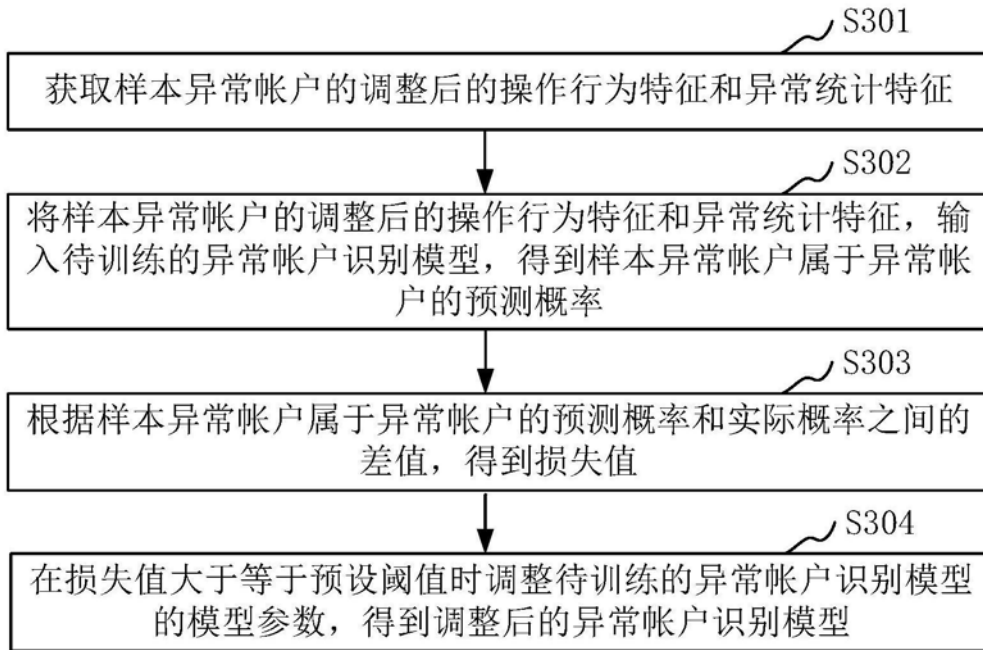 S301
获取样本异常帐户的调整后的操作行为特征和异常统计特征
S302
将样本异常帐户的调整后的操作行为特征和异常统计特征，输
入待训练的异常帐户识别模型，得到样本异常帐户属于异常帐
户的预测概率
S303
根据样本异常帐户属于异常帐户的预测概率和实际概率之间的
差值，得到损失值
S304
在损失值大于等于预设阈值时调整待训练的异常帐户识别模型
的模型参数，得到调整后的异常帐户识别模型